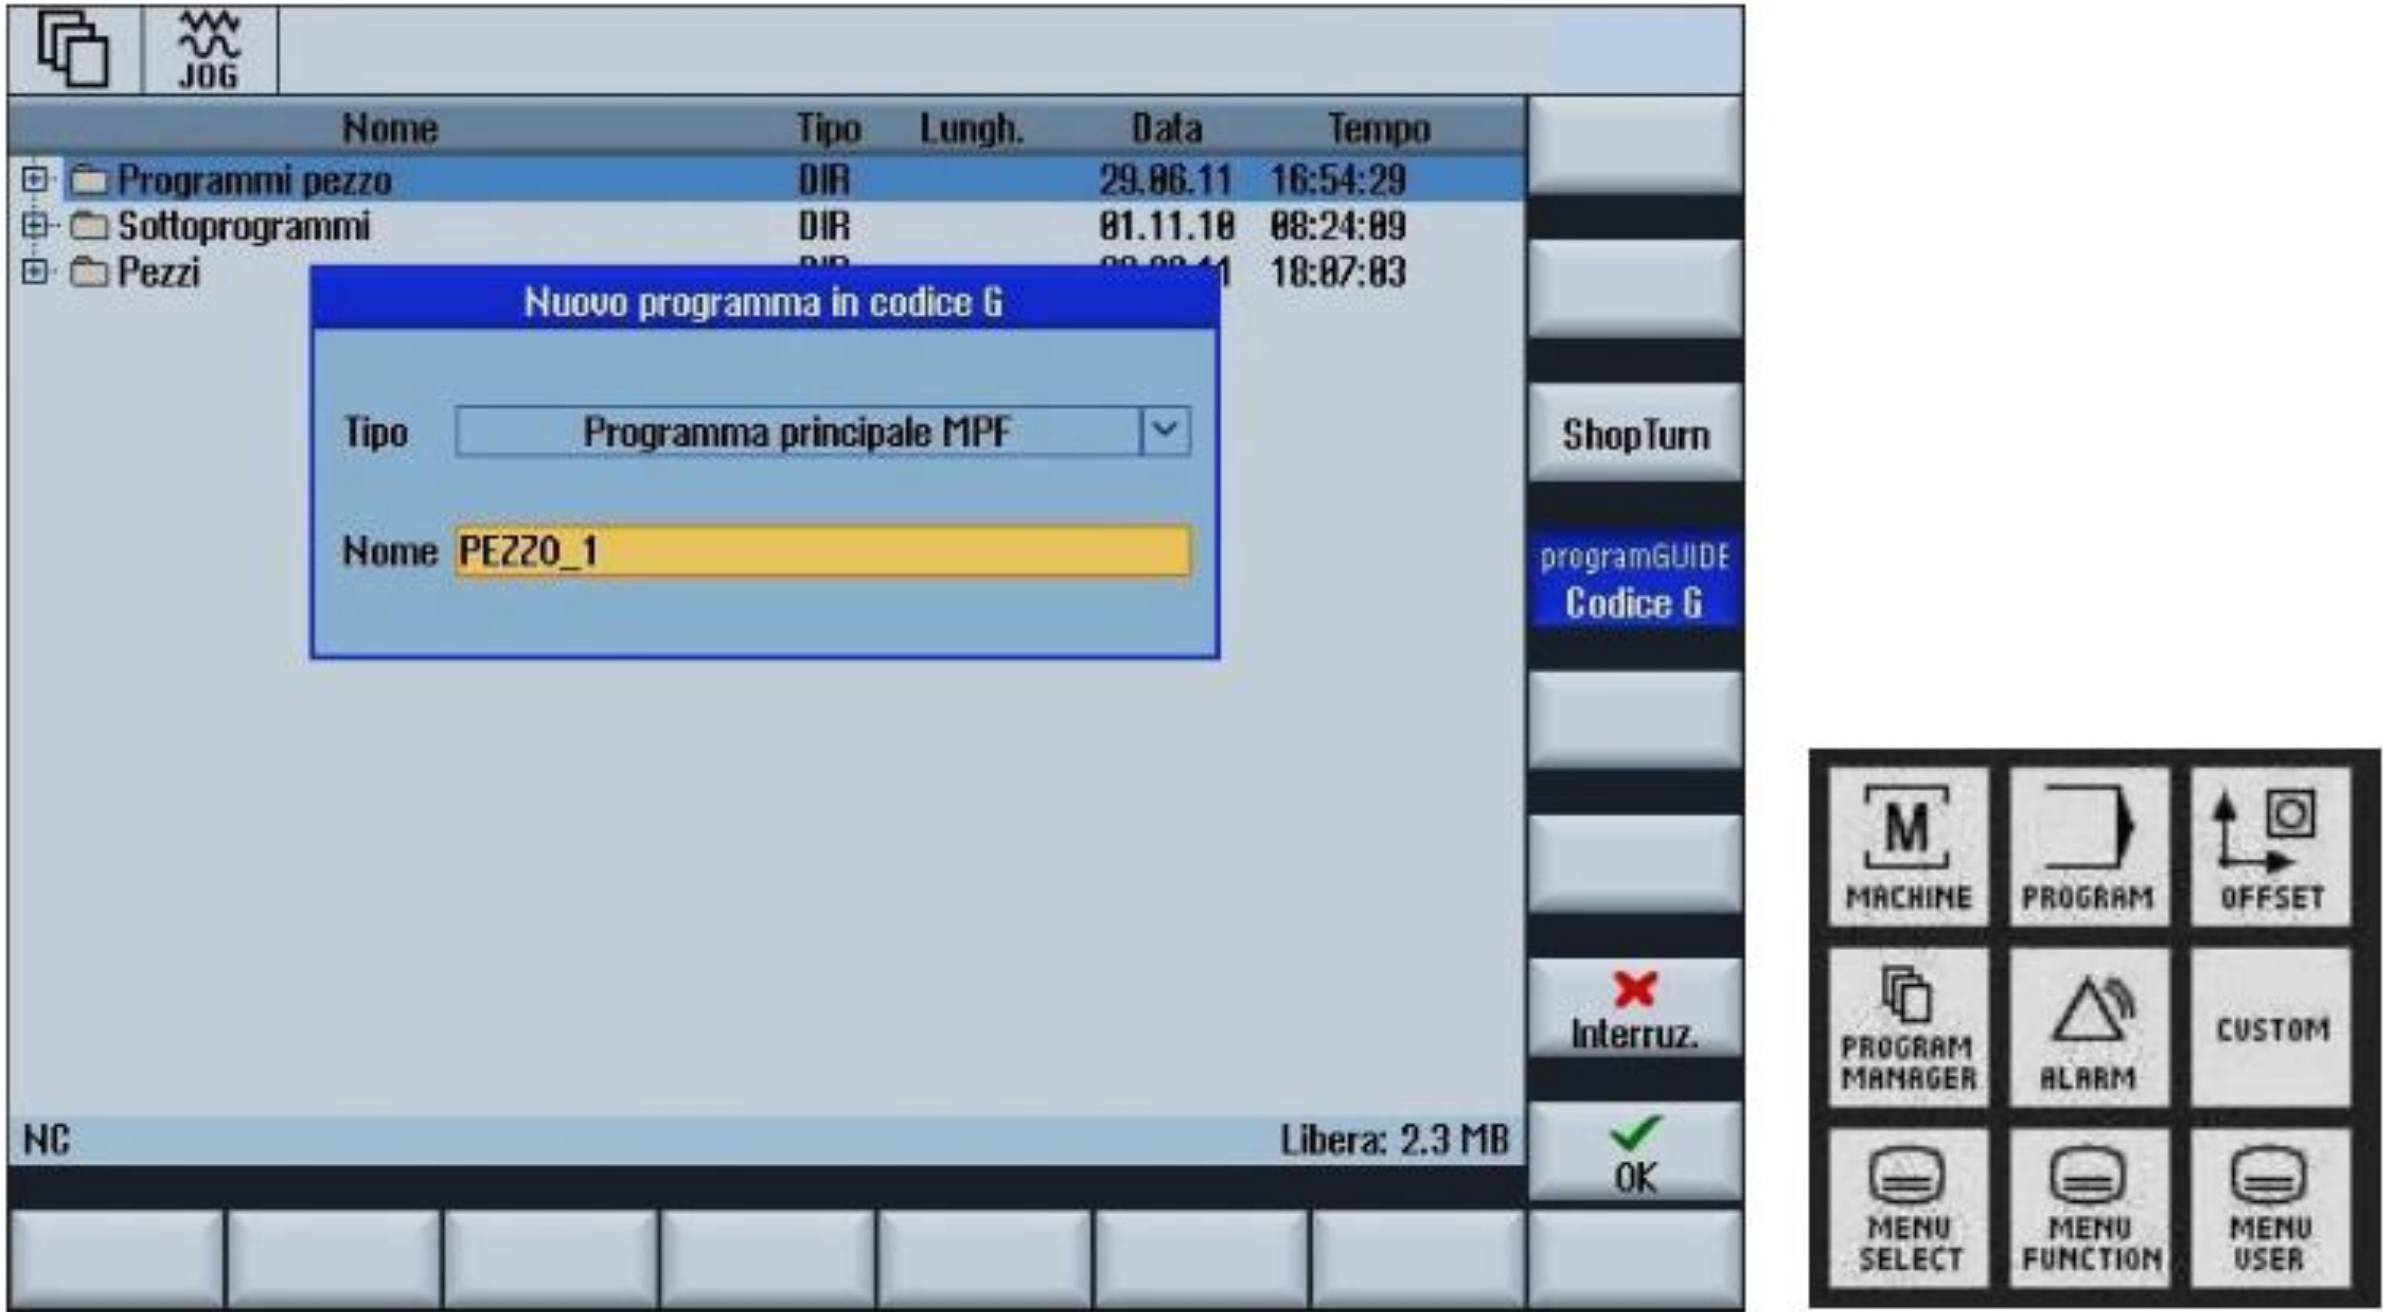 JOG
Nome Tipo Lungh. Data Tempo
Programmi pezzo DIR 29.06.11 16:54:29
Sottoprogrammi DIR 01.11.10 08:24:09
Pezzi 18:07:03
Nuovo programma in codice G
Tipo Programma principale MPF
Nome PEZZO_1
ShopTurn
programGUIDE
Codice G
Interruz.
NC Libera: 2.3 MB
OK
M
MACHINE
PROGRAM
OFFSET
PROGRAM
MANAGER
ALARM
CUSTOM
MENU
SELECT
MENU
FUNCTION
MENU
USER